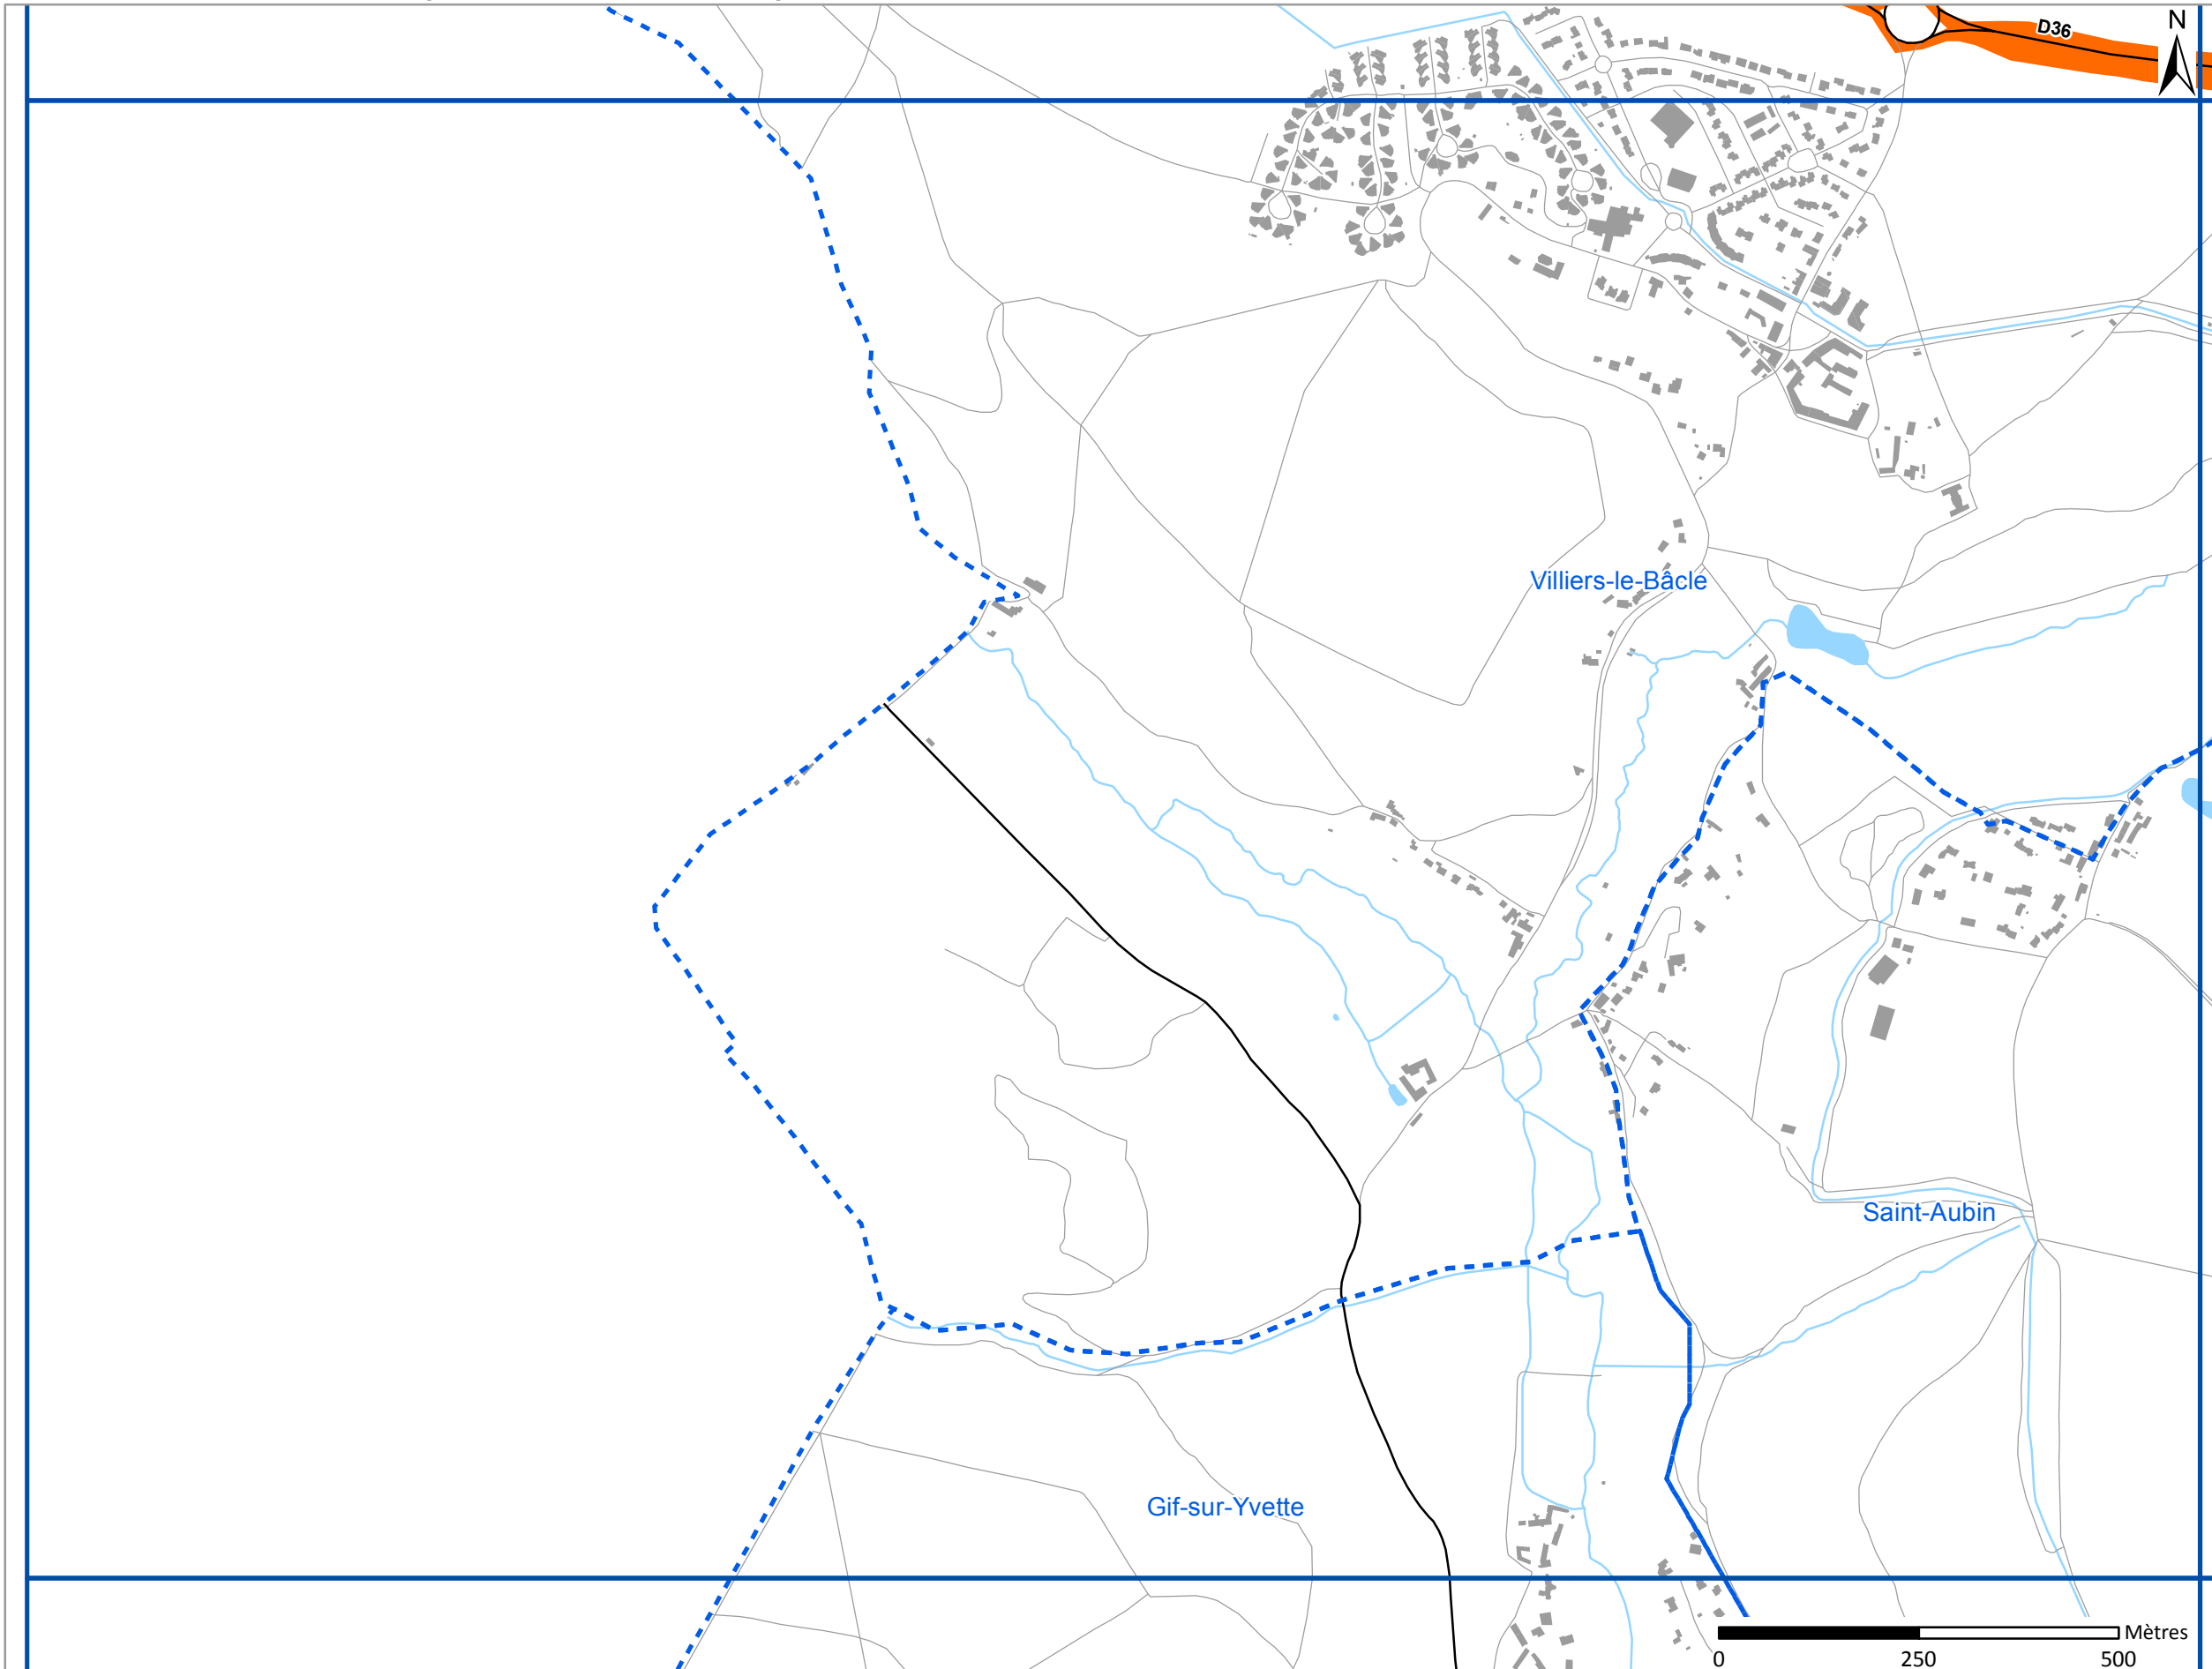 D36
N
Villiers-le-Bâcle
Saint-Aubin
Gif-sur-Yvette
Mètres
0 250 500